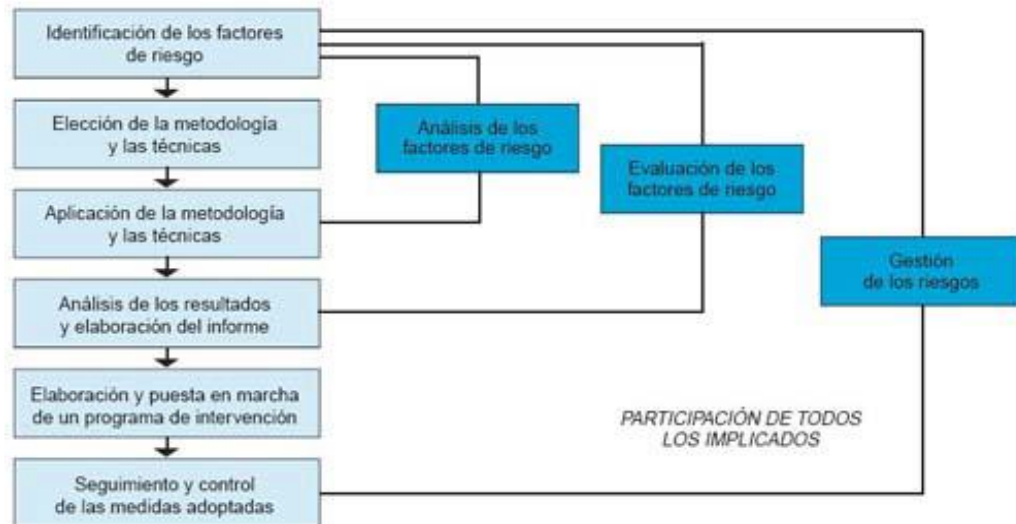 Identificación de los factores
de riesgo
Elección de la metodología
y las técnicas
Aplicación de la metodología
y las técnicas
Análisis de los resultados
y elaboración del informe
Elaboración y puesta en marcha
de un programa de intervención
Seguimiento y control
de las medidas adoptadas
Análisis de los
factores de riesgo
Evaluación de los
factores de riesgo
Gestión
de los riesgos
PARTICIPACIÓN DE TODOS
LOS IMPLICADOS